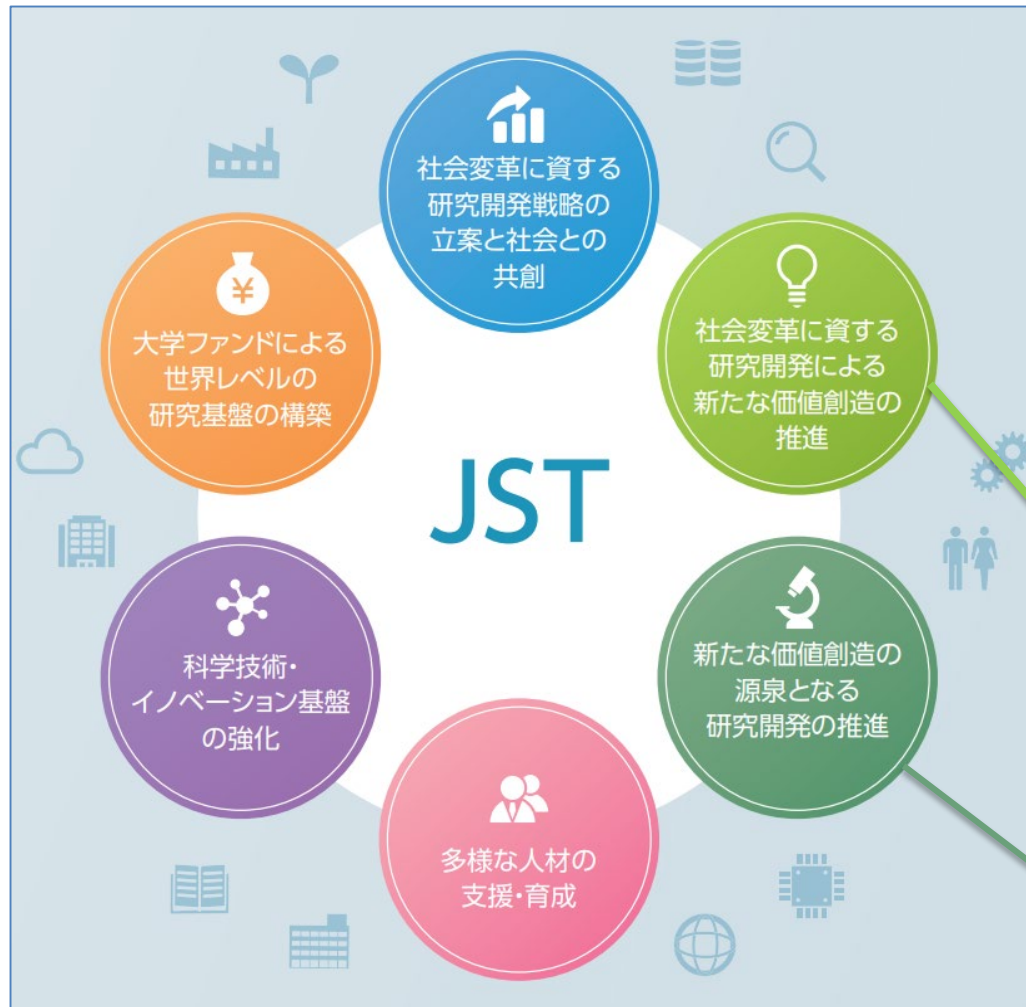 社会変革に資する
研究開発戦略の
立案と社会との
共創
社会変革に資する
研究開発による
新たな価値創造の
推進
新たな価値創造の
源泉となる
研究開発の推進
多様な人材の
支援・育成
科学技術・
イノベーション基盤
の強化
¥
大学ファンドによる
世界レベルの
研究基盤の構築
JST